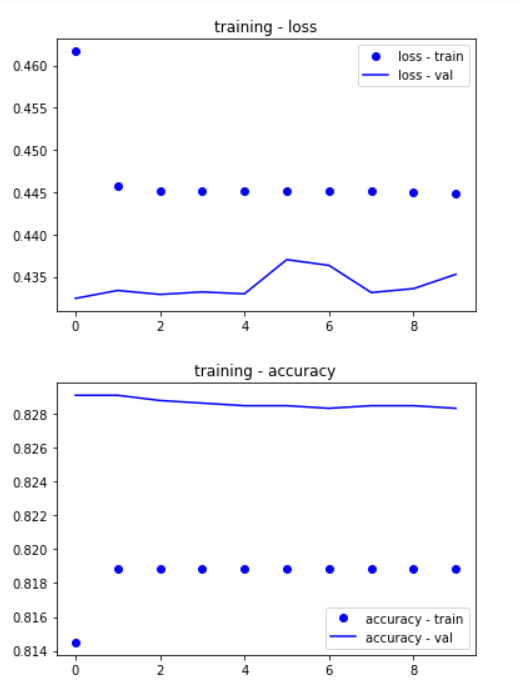 training - loss
loss - train
loss - val
0.460
0.455
0.450
0.445
0.440
0.435
0 2 4 6 8
training - accuracy
0.828
0.826
0.824
0.822
0.820
0.818
0.816
0.814
accuracy - train
accuracy - val
0 2 4 6 8